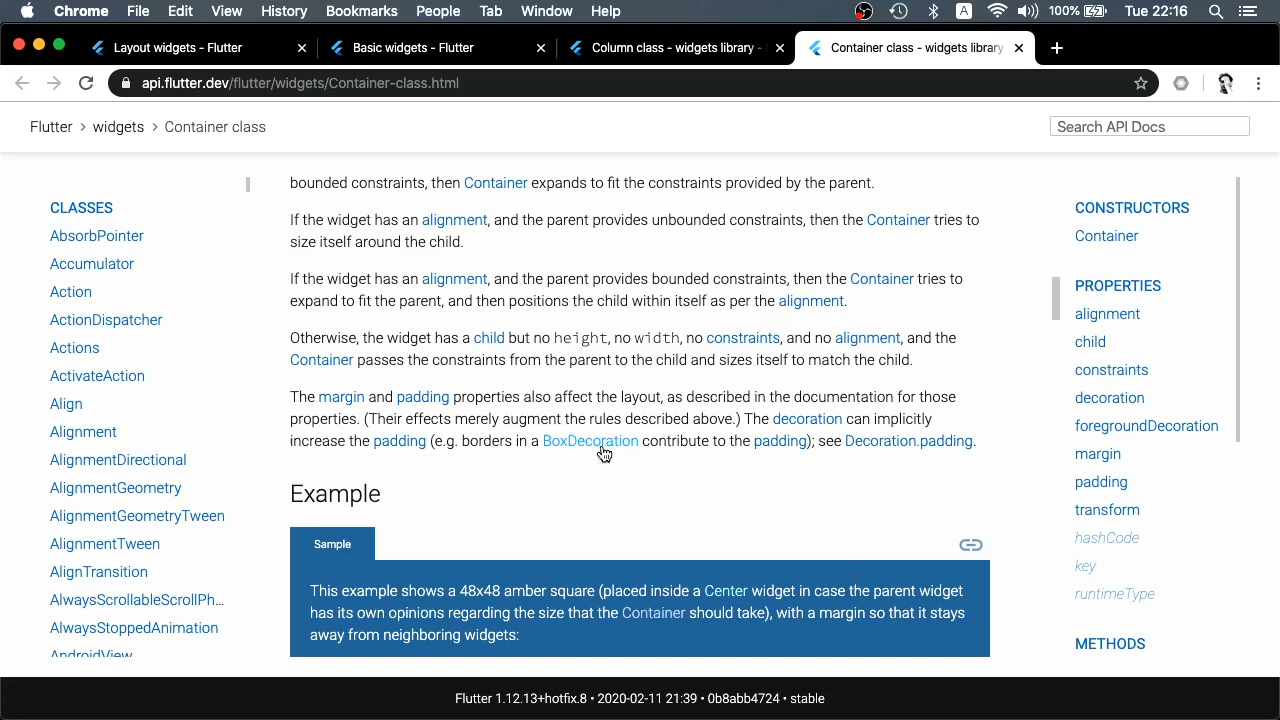 Chrome File Edit View History Bookmarks People Tab Window Help A 100% Tue 22:16
Layout widgets - Flutter
Basic widgets - Flutter
Column class - widgets library -
Container class - widgets library
api.flutter.dev/flutter/widgets/Container-class.html
Flutter > widgets > Container class
Search API Docs
CLASSES
AbsorbPointer
Accumulator
Action
ActionDispatcher
Actions
ActivateAction
Align
Alignment
AlignmentDirectional
AlignmentGeometry
AlignmentGeometryTween
AlignmentTween
AlignTransition
AlwaysScrollableScrollPh...
AlwaysStoppedAnimation
AndroidView
bounded constraints, then Container expands to fit the constraints provided by the parent.
If the widget has an alignment, and the parent provides unbounded constraints, then the Container tries to
size itself around the child.
If the widget has an alignment, and the parent provides bounded constraints, then the Container tries to
expand to fit the parent, and then positions the child within itself as per the alignment.
Otherwise, the widget has a child but no height, no width, no constraints, and no alignment, and the
Container passes the constraints from the parent to the child and sizes itself to match the child.
The margin and padding properties also affect the layout, as described in the documentation for those
properties. (Their effects merely augment the rules described above.) The decoration can implicitly
increase the padding (e.g. borders in a BoxDecoration contribute to the padding); see Decoration.padding.
Example
Sample
This example shows a 48x48 amber square (placed inside a Center widget in case the parent widget
has its own opinions regarding the size that the Container should take), with a margin so that it stays
away from neighboring widgets:
CONSTRUCTORS
Container
PROPERTIES
alignment
child
constraints
decoration
foregroundDecoration
margin
padding
transform
hashCode
key
runtimeType
METHODS
Flutter 1.12.13+hotfix.8 • 2020-02-11 21:39 • 0b8abb4724 • stable